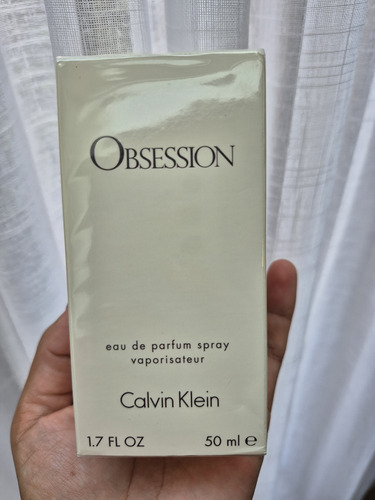 OBSESSION
eau de parfum spray
vaporisateur
Calvin Klein
1.7 FL OZ 50 ml ℮